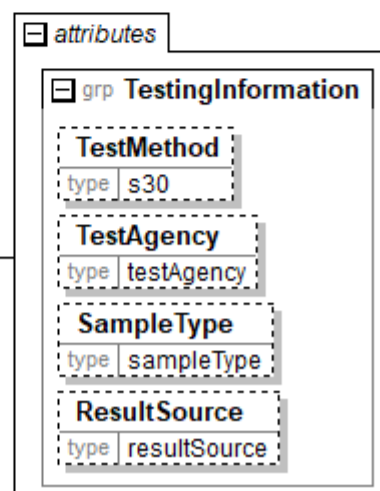 attributes
grp TestingInformation
TestMethod
type s30
TestAgency
type testAgency
SampleType
type sampleType
ResultSource
type resultSource